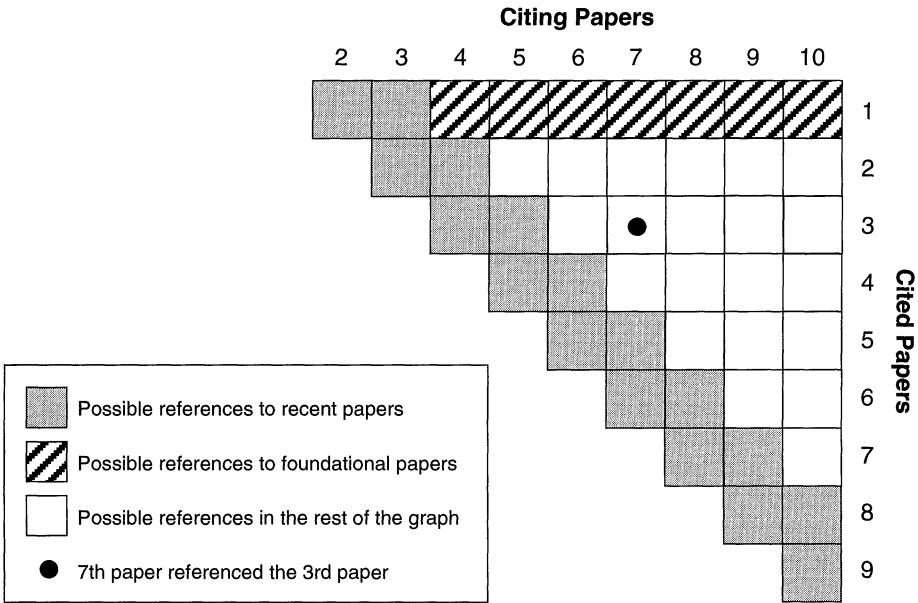 Citing Papers
2 3 4 5 6 7 8 9 10
1
2
3
4
5
6
7
8
9
Cited Papers
Possible references to recent papers
Possible references to foundational papers
Possible references in the rest of the graph
7th paper referenced the 3rd paper